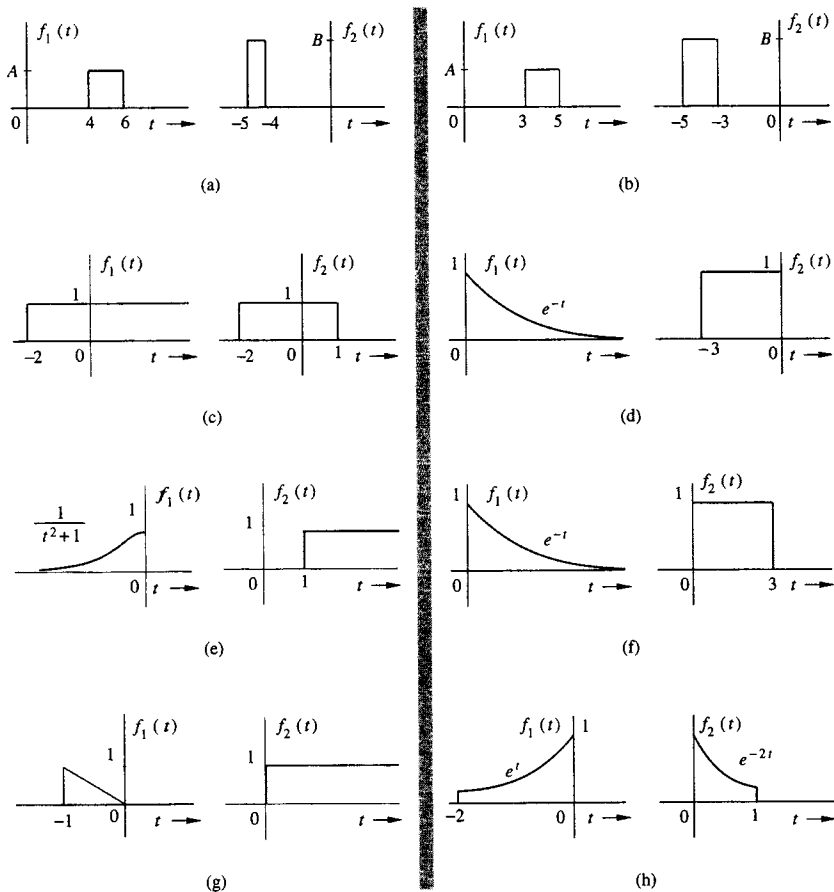 f₁(t) f₂(t)
A B
0 4 6 t → −5 −4 0 t →
(a)
f₁(t) f₂(t)
A B
0 3 5 t → −5 −3 0 t →
(b)
f₁(t) f₂(t)
1 1
−2 0 t → −2 0 1 t →
(c)
1 f₁(t) 1 f₂(t)
e⁻ᵗ
0 t → −3 0 t →
(d)
f₁(t) f₂(t)
1 1
1/(t²+1)
0 t → 0 1 t →
(e)
1 f₁(t) 1 f₂(t)
e⁻ᵗ
0 t → 0 3 t →
(f)
f₁(t) f₂(t)
1 1
−1 0 t → 0 t →
(g)
f₁(t) 1 f₂(t)
eᵗ e⁻²ᵗ
−2 0 t → 0 1 t →
(h)